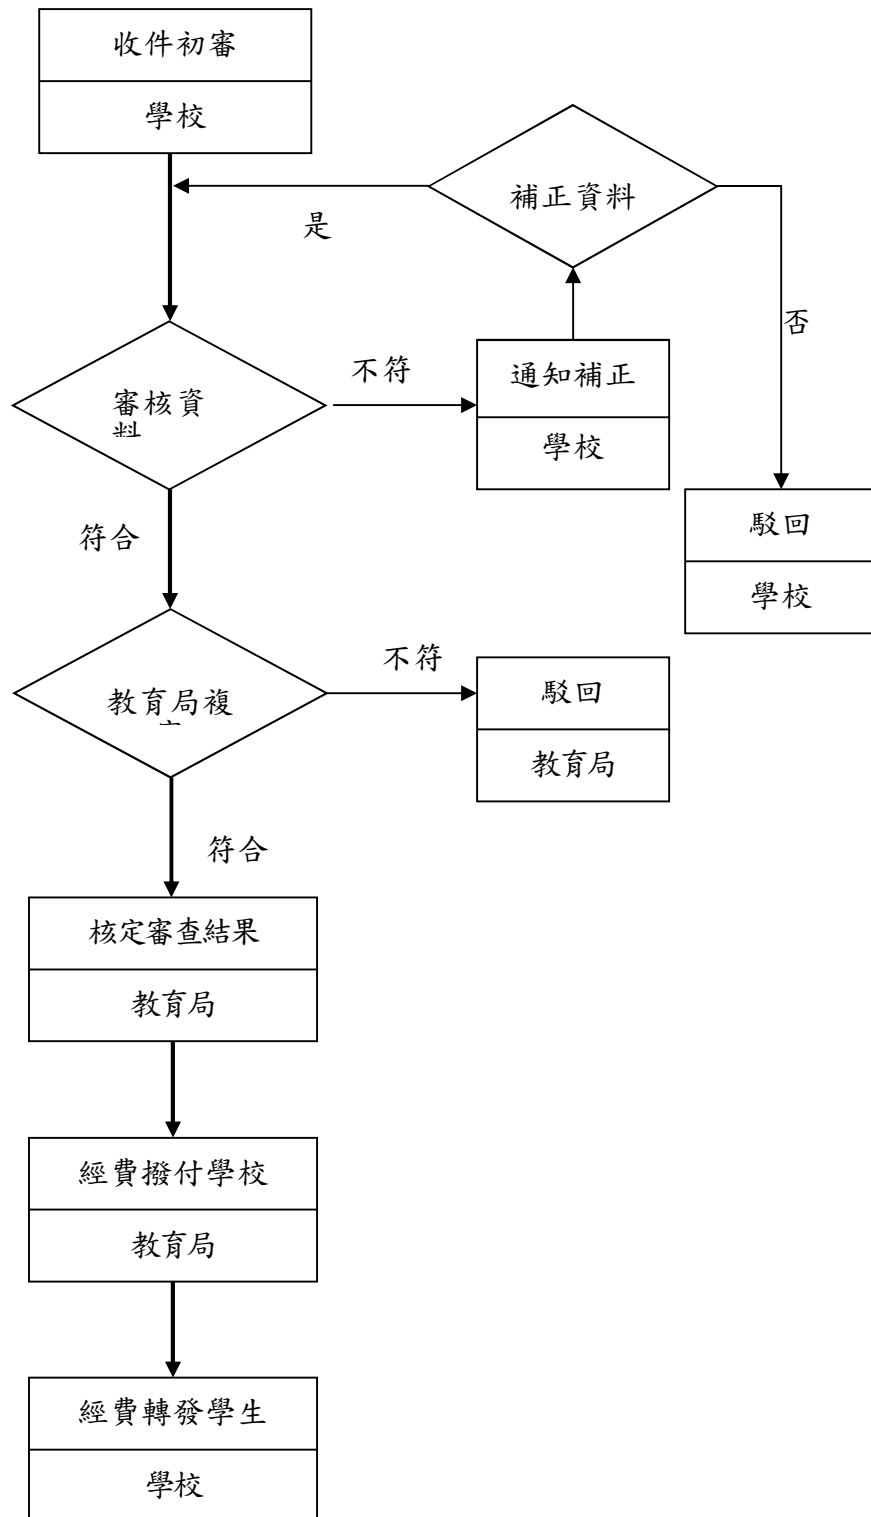 收件初審
學校
補正資料
是
否
不符
通知補正
學校
審核資
料
符合
駁回
學校
不符
教育局複
駁回
教育局
符合
核定審查結果
教育局
經費撥付學校
教育局
經費轉發學生
學校